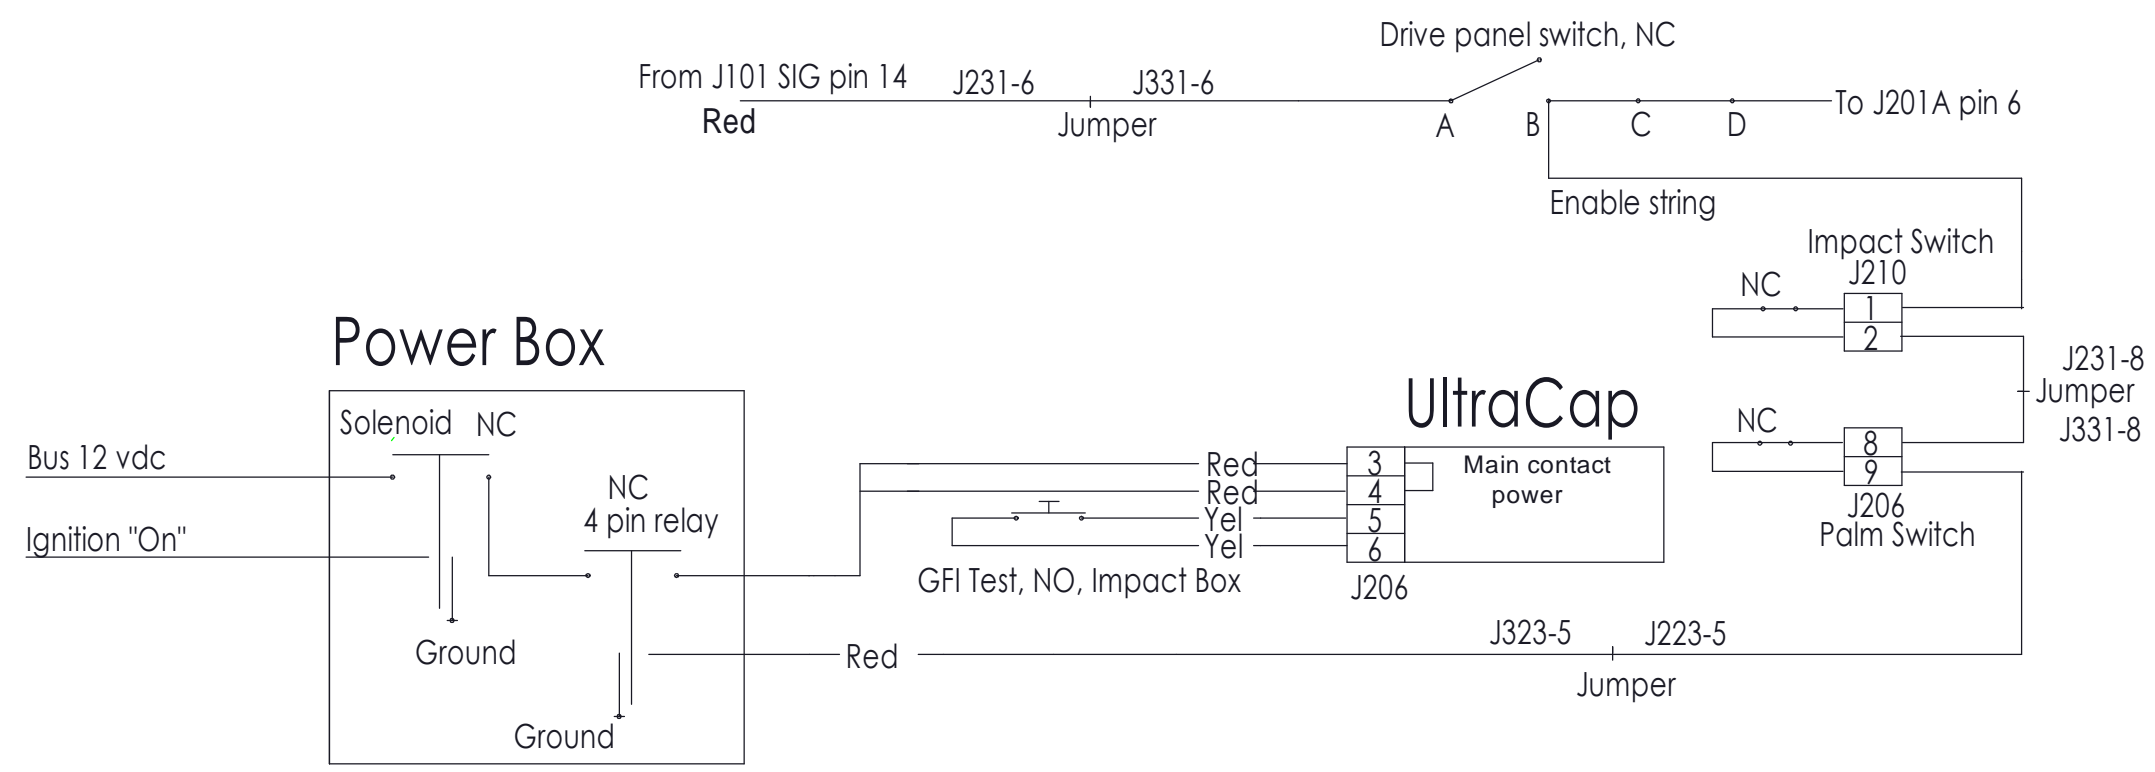 Drive panel switch, NC
From J101 SIG pin 14
J231-6
J331-6
Red
Jumper
A
B
C
D
To J201A pin 6
Enable string
Impact Switch
J210
NC
1
2
J231-8
Jumper
J331-8
NC
8
9
J206
Palm Switch
Power Box
Solenoid
NC
Bus 12 vdc
NC
4 pin relay
Ignition "On"
Ground
Ground
UltraCap
Red
3
Main contact
power
Red
4
Yel
5
Yel
6
GFI Test, NO, Impact Box
J206
Red
J323-5
J223-5
Jumper